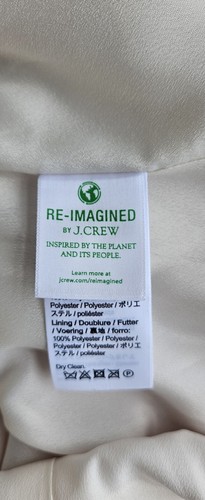 RE-IMAGINED
BY J.CREW
INSPIRED BY THE PLANET
AND ITS PEOPLE.
Learn more at
jcrew.com/reimagined
Polyester / Polyester / ポリエ
ステル / poliéster
Lining / Doublure / Futter
/ Voering / 裏地 / forro:
100% Polyester / Polyester /
Polyester / Polyester / ポリエ
ステル / poliéster
Dry Clean.